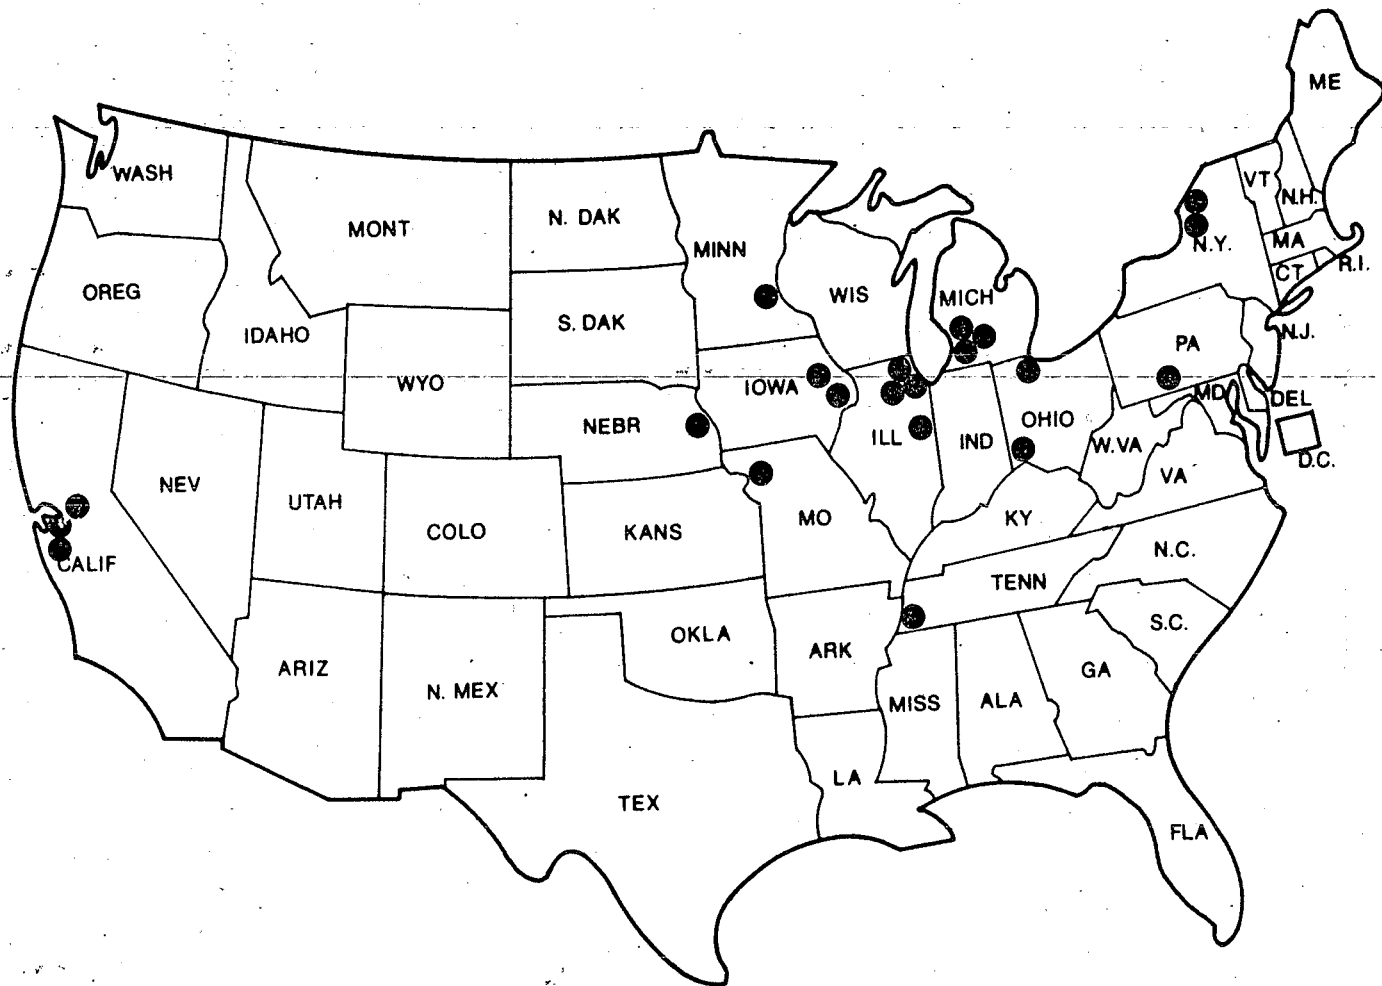 ME
WASH
VT
N.H.
N. DAK
MONT
MINN
N.Y.
MA
R.I.
CT
OREG
WIS
MICH
S. DAK
IDAHO
N.J.
PA
WYO
IOWA
MD
DEL
NEBR
ILL
IND
OHIO
W.VA
D.C.
VA
NEV
UTAH
COLO
KANS
MO
KY
CALIF
N.C.
TENN
S.C.
OKLA
ARK
ARIZ
N. MEX
GA
MISS
ALA
LA
TEX
FLA